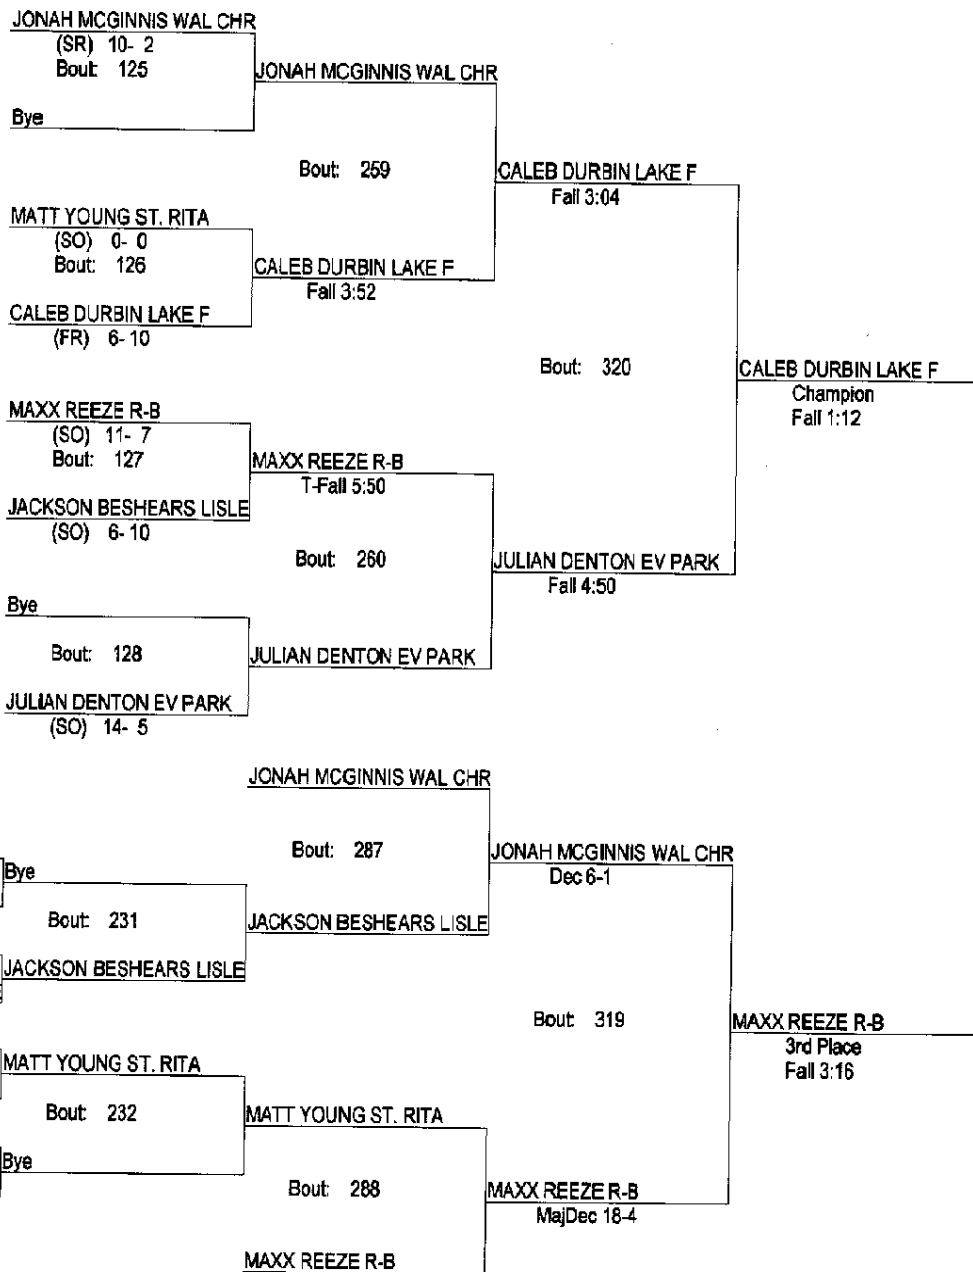 JONAH MCGINNIS WAL CHR
(SR) 10- 2
Bout: 125
JONAH MCGINNIS WAL CHR
Bye
Bout: 259
CALEB DURBIN LAKE F
Fall 3:04
MATT YOUNG ST. RITA
(SO) 0- 0
Bout: 126
CALEB DURBIN LAKE F
Fall 3:52
CALEB DURBIN LAKE F
(FR) 6-10
Bout: 320
CALEB DURBIN LAKE F
Champion
Fall 1:12
MAXX REEZE R-B
(SO) 11- 7
Bout: 127
MAXX REEZE R-B
T-Fall 5:50
JACKSON BESHEARS LISLE
(SO) 6-10
Bout: 260
JULIAN DENTON EV PARK
Fall 4:50
Bye
Bout: 128
JULIAN DENTON EV PARK
JULIAN DENTON EV PARK
(SO) 14- 5
JONAH MCGINNIS WAL CHR
Bout: 287
JONAH MCGINNIS WAL CHR
Dec 6-1
Bye
Bout: 231
JACKSON BESHEARS LISLE
JACKSON BESHEARS LISLE
Bout: 319
MAXX REEZE R-B
3rd Place
Fall 3:16
MATT YOUNG ST. RITA
Bout: 232
MATT YOUNG ST. RITA
Bye
Bout: 288
MAXX REEZE R-B
MajDec 18-4
MAXX REEZE R-B